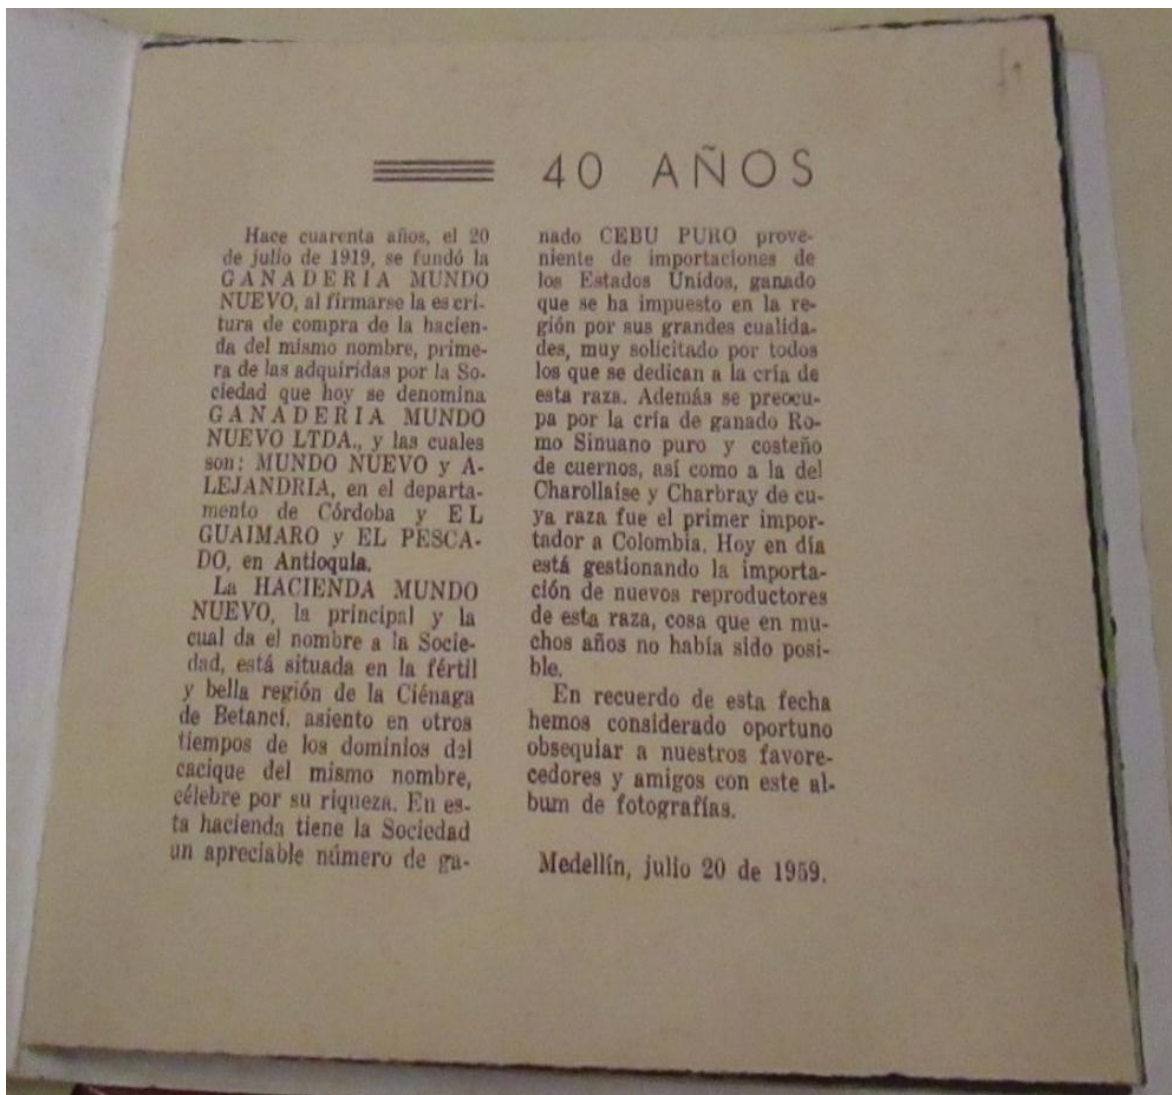 40 AÑOS
Hace cuarenta años, el 20
de julio de 1919, se fundó la
GANADERIA MUNDO
NUEVO, al firmarse la es cri-
tura de compra de la hacien-
da del mismo nombre, prime-
ra de las adquiridas por la So-
ciedad que hoy se denomina
GANADERIA MUNDO
NUEVO LTDA., y las cuales
son: MUNDO NUEVO y A-
LEJANDRIA, en el departa-
mento de Córdoba y EL
GUAIMARO y EL PESCA-
DO, en Antioquia.
La HACIENDA MUNDO
NUEVO, la principal y la
cual da el nombre a la Socie-
dad, está situada en la fértil
y bella región de la Ciénaga
de Betancí, asiento en otros
tiempos de los dominios del
cacique del mismo nombre,
célebre por su riqueza. En es-
ta hacienda tiene la Sociedad
un apreciable número de ga-
nado CEBU PURO prove-
niente de importaciones de
los Estados Unidos, ganado
que se ha impuesto en la re-
gión por sus grandes cualida-
des, muy solicitado por todos
los que se dedican a la cría de
esta raza. Además se preocu-
pa por la cría de ganado Ro-
mo Sinuano puro y costeño
de cuernos, así como a la del
Charollaise y Charbray de cu-
ya raza fue el primer impor-
tador a Colombia. Hoy en día
está gestionando la importa-
ción de nuevos reproductores
de esta raza, cosa que en mu-
chos años no había sido posi-
ble.
En recuerdo de esta fecha
hemos considerado oportuno
obsequiar a nuestros favore-
cedores y amigos con este al-
bum de fotografías.
Medellín, julio 20 de 1959.